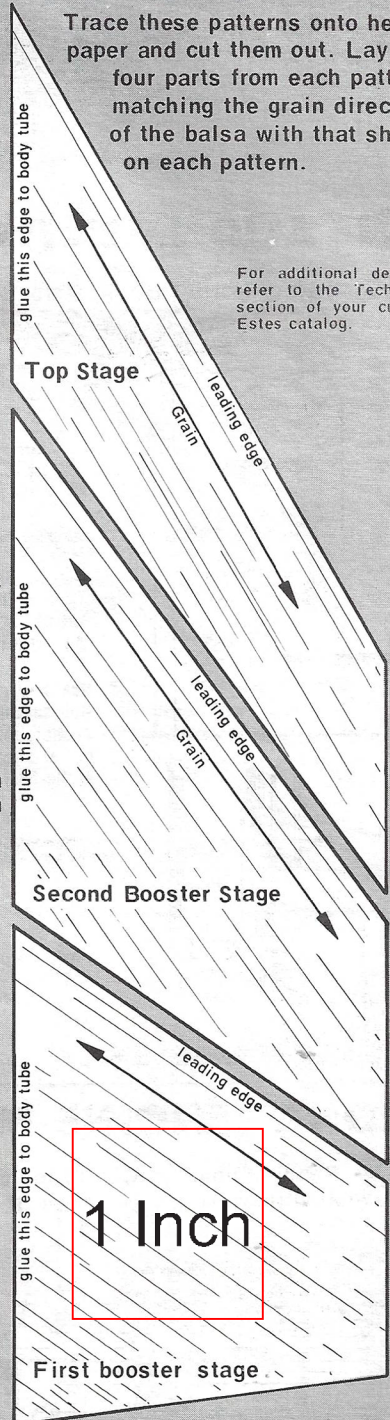 Trace these patterns onto he
paper and cut them out. Lay
four parts from each patt
matching the grain direc
of the balsa with that sh
on each pattern.
For additional de
refer to the Tech
section of your cu
Estes catalog.
glue this edge to body tube
Top Stage
leading edge
Grain
glue this edge to body tube
leading edge
Grain
Second Booster Stage
leading edge
glue this edge to body tube
1 Inch
First booster stage